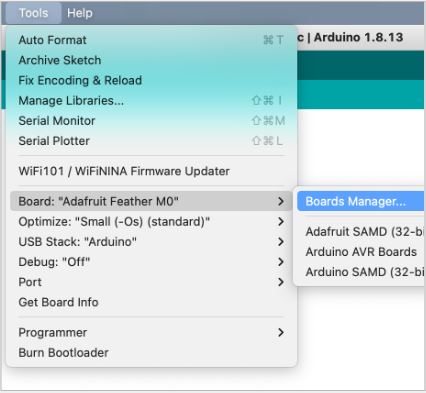 Tools Help
c | Arduino 1.8.13
Auto Format ⌘T
Archive Sketch
Fix Encoding & Reload
Manage Libraries... ⇧⌘I
Serial Monitor ⇧⌘M
Serial Plotter ⇧⌘L
WiFi101 / WiFiNINA Firmware Updater
Board: "Adafruit Feather M0" Boards Manager...
Optimize: "Small (-Os) (standard)"
Adafruit SAMD (32-bi
USB Stack: "Arduino"
Arduino AVR Boards
Debug: "Off"
Arduino SAMD (32-bi
Port
Get Board Info
Programmer
Burn Bootloader